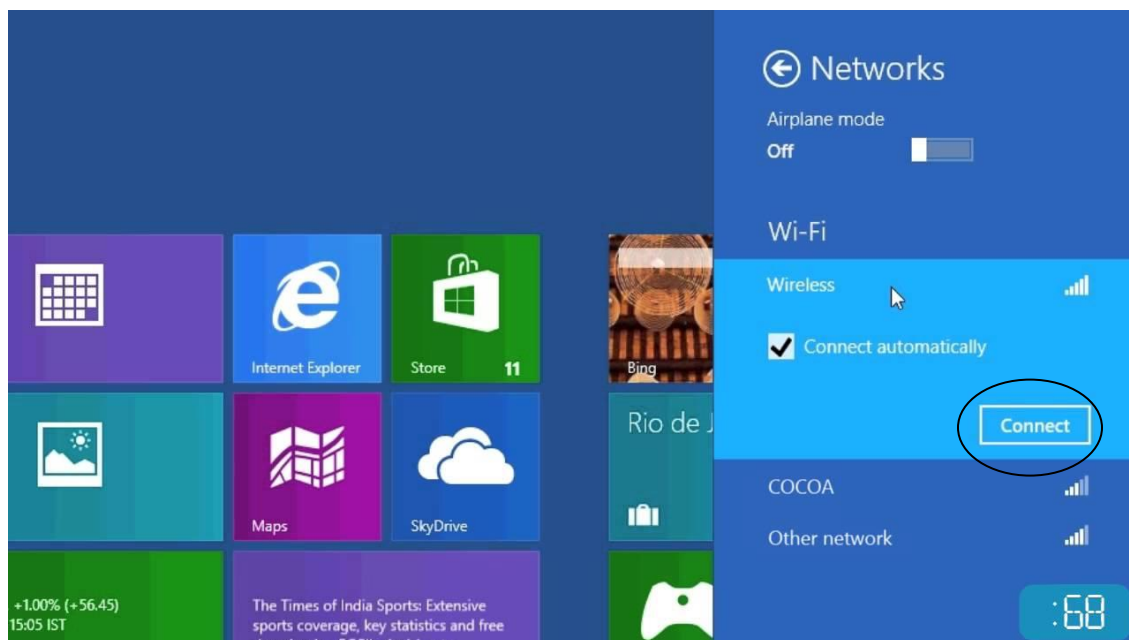 Networks
Airplane mode
Off
Wi-Fi
Wireless
Connect automatically
Connect
COCOA
Other network
Internet Explorer
Store 11
Bing
Maps
SkyDrive
Rio de J
+1.00% (+56.45)
15:05 IST
The Times of India Sports: Extensive
sports coverage, key statistics and free
:68